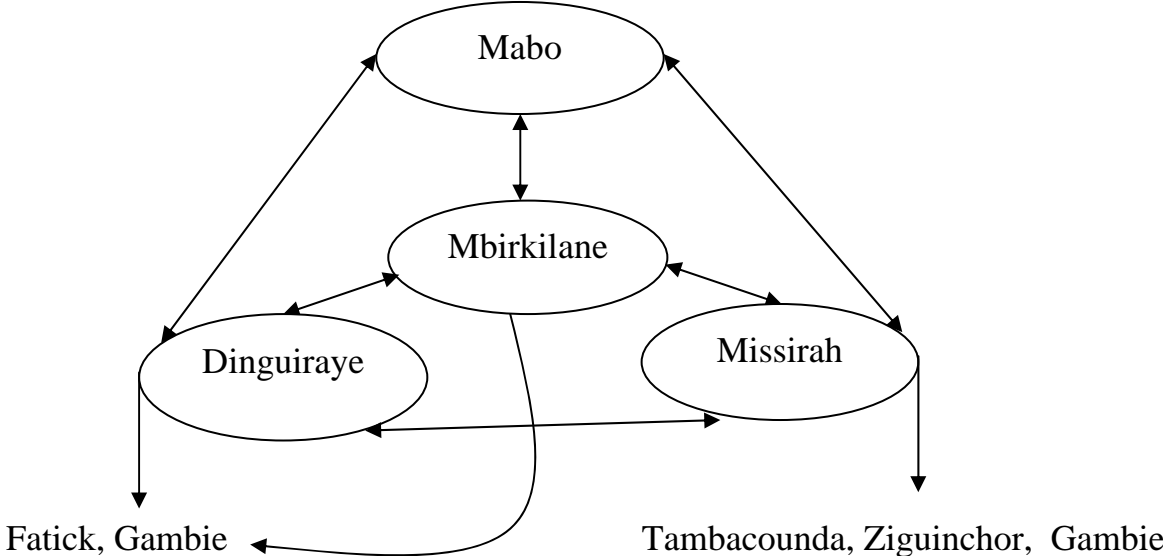 Mabo
Mbirkilane
Dinguiraye
Missirah
Fatick, Gambie
Tambacounda, Ziguinchor, Gambie